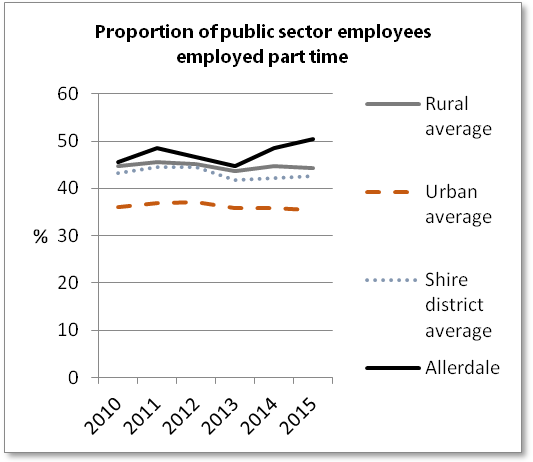 Proportion of public sector employees
employed part time
60
50
40
30
20
10
0
%
2010
2011
2012
2013
2014
2015
Rural
average
Urban
average
Shire
district
average
Allerdale